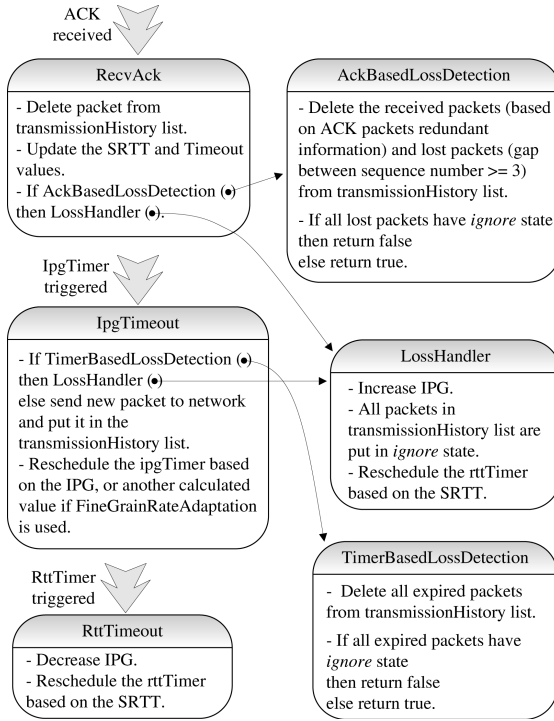 ACK
received
RecvAck
- Delete packet from
transmissionHistory list.
- Update the SRTT and Timeout
values.
- If AckBasedLossDetection (•)
then LossHandler (•).
AckBasedLossDetection
- Delete the received packets (based
on ACK packets redundant
information) and lost packets (gap
between sequence number >= 3)
from transmissionHistory list.
- If all lost packets have ignore state
then return false
else return true.
IpgTimer
triggered
IpgTimeout
- If TimerBasedLossDetection (•)
then LossHandler (•)
else send new packet to network
and put it in the
transmissionHistory list.
- Reschedule the ipgTimer based
on the IPG, or another calculated
value if FineGrainRateAdaptation
is used.
LossHandler
- Increase IPG.
- All packets in
transmissionHistory list are
put in ignore state.
- Reschedule the rttTimer
based on the SRTT.
RttTimer
triggered
RttTimeout
- Decrease IPG.
- Reschedule the rttTimer
based on the SRTT.
TimerBasedLossDetection
- Delete all expired packets
from transmissionHistory list.
- If all expired packets have
ignore state
then return false
else return true.